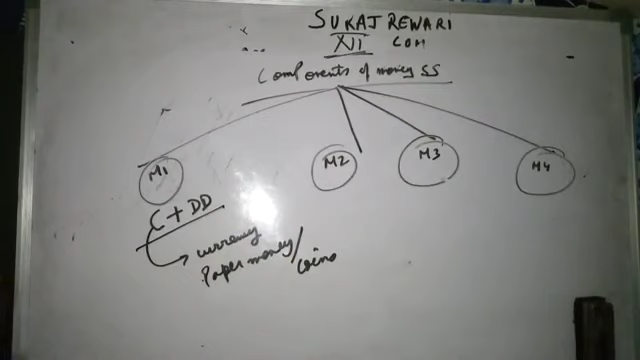 SURAJ REWARI
XII COM
Components of money SS
M1
M2
M3
M4
C + DD
currency
Paper money/
coins